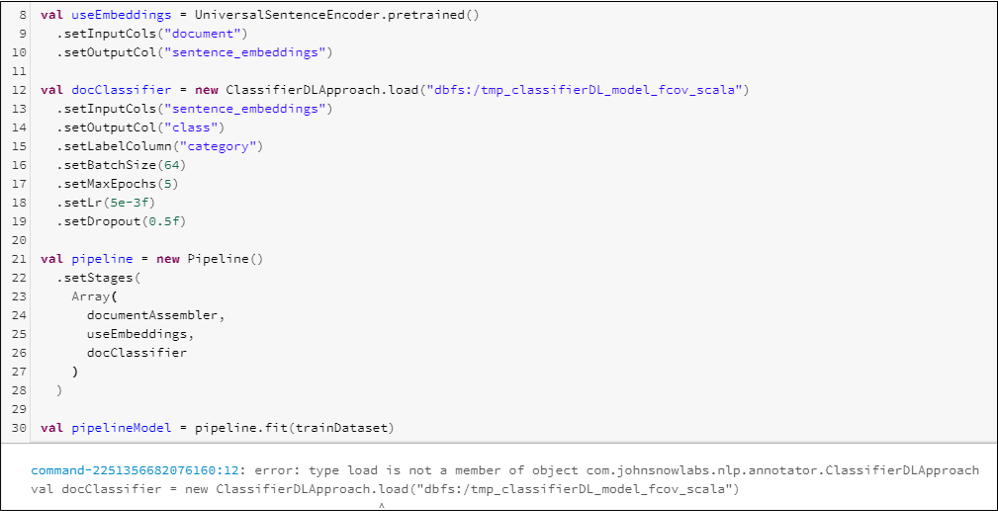 8 val useEmbeddings = UniversalSentenceEncoder.pretrained()
9 .setInputCols("document")
10 .setOutputCol("sentence_embeddings")
11
12 val docClassifier = new ClassifierDLApproach.load("dbfs:/tmp_classifierDL_model_fcov_scala")
13 .setInputCols("sentence_embeddings")
14 .setOutputCol("class")
15 .setLabelColumn("category")
16 .setBatchSize(64)
17 .setMaxEpochs(5)
18 .setLr(5e-3f)
19 .setDropout(0.5f)
20
21 val pipeline = new Pipeline()
22 .setStages(
23 Array(
24 documentAssembler,
25 useEmbeddings,
26 docClassifier
27 )
28 )
29
30 val pipelineModel = pipeline.fit(trainDataset)
command-2251356682076160:12: error: type load is not a member of object com.johnsnowlabs.nlp.annotator.ClassifierDLApproach
val docClassifier = new ClassifierDLApproach.load("dbfs:/tmp_classifierDL_model_fcov_scala")
^